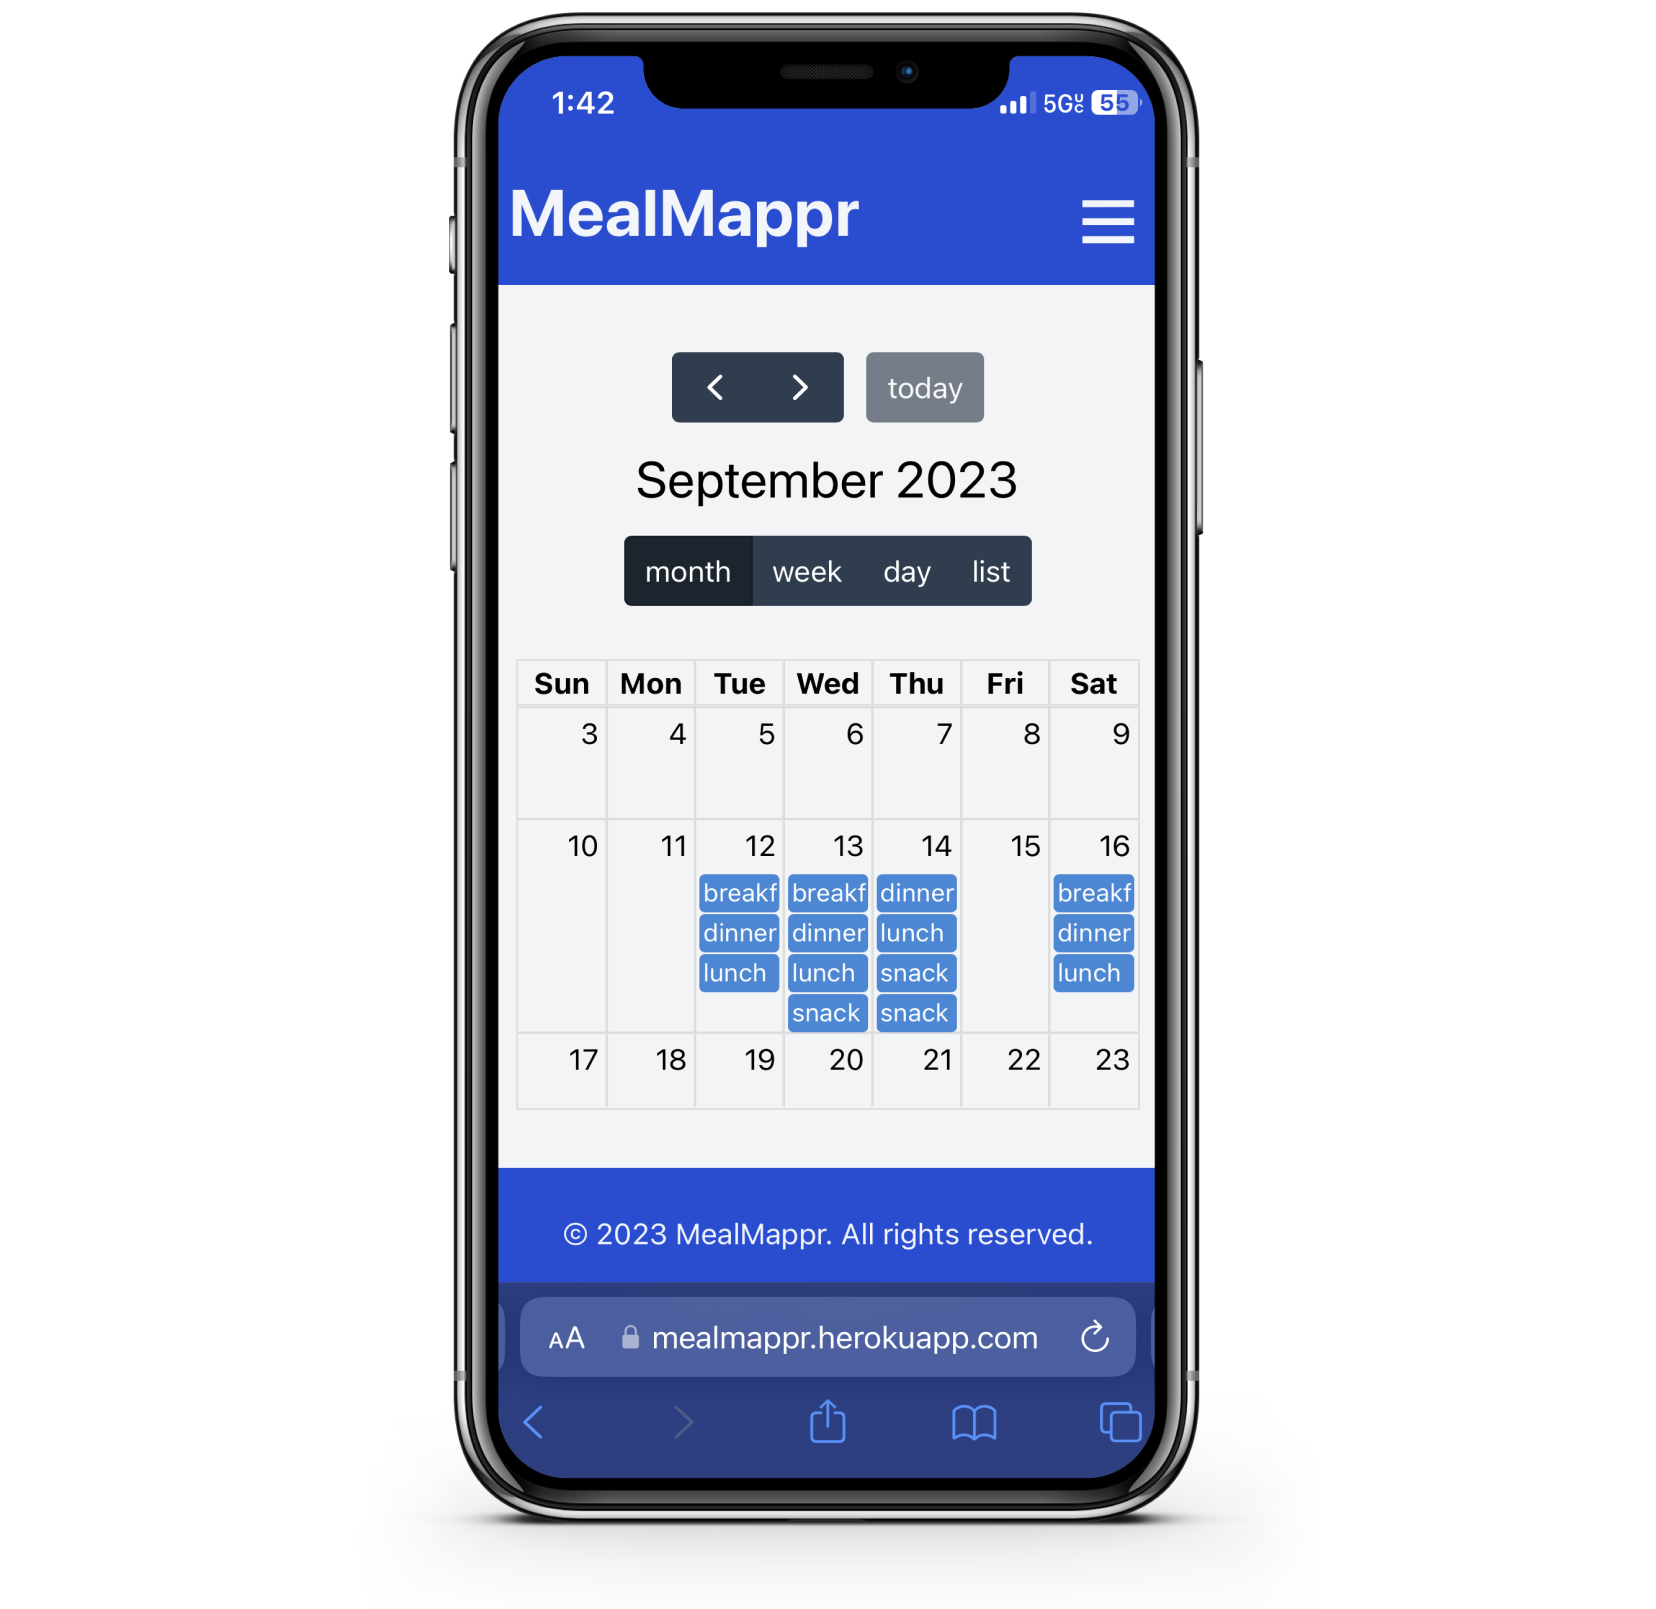 1:42 5GUC 55
MealMappr
today
September 2023
month week day list
Sun Mon Tue Wed Thu Fri Sat
3 4 5 6 7 8 9
10 11 12 13 14 15 16
breakf breakf dinner breakf
dinner dinner lunch dinner
lunch lunch snack lunch
snack snack
17 18 19 20 21 22 23
© 2023 MealMappr. All rights reserved.
AA mealmappr.herokuapp.com